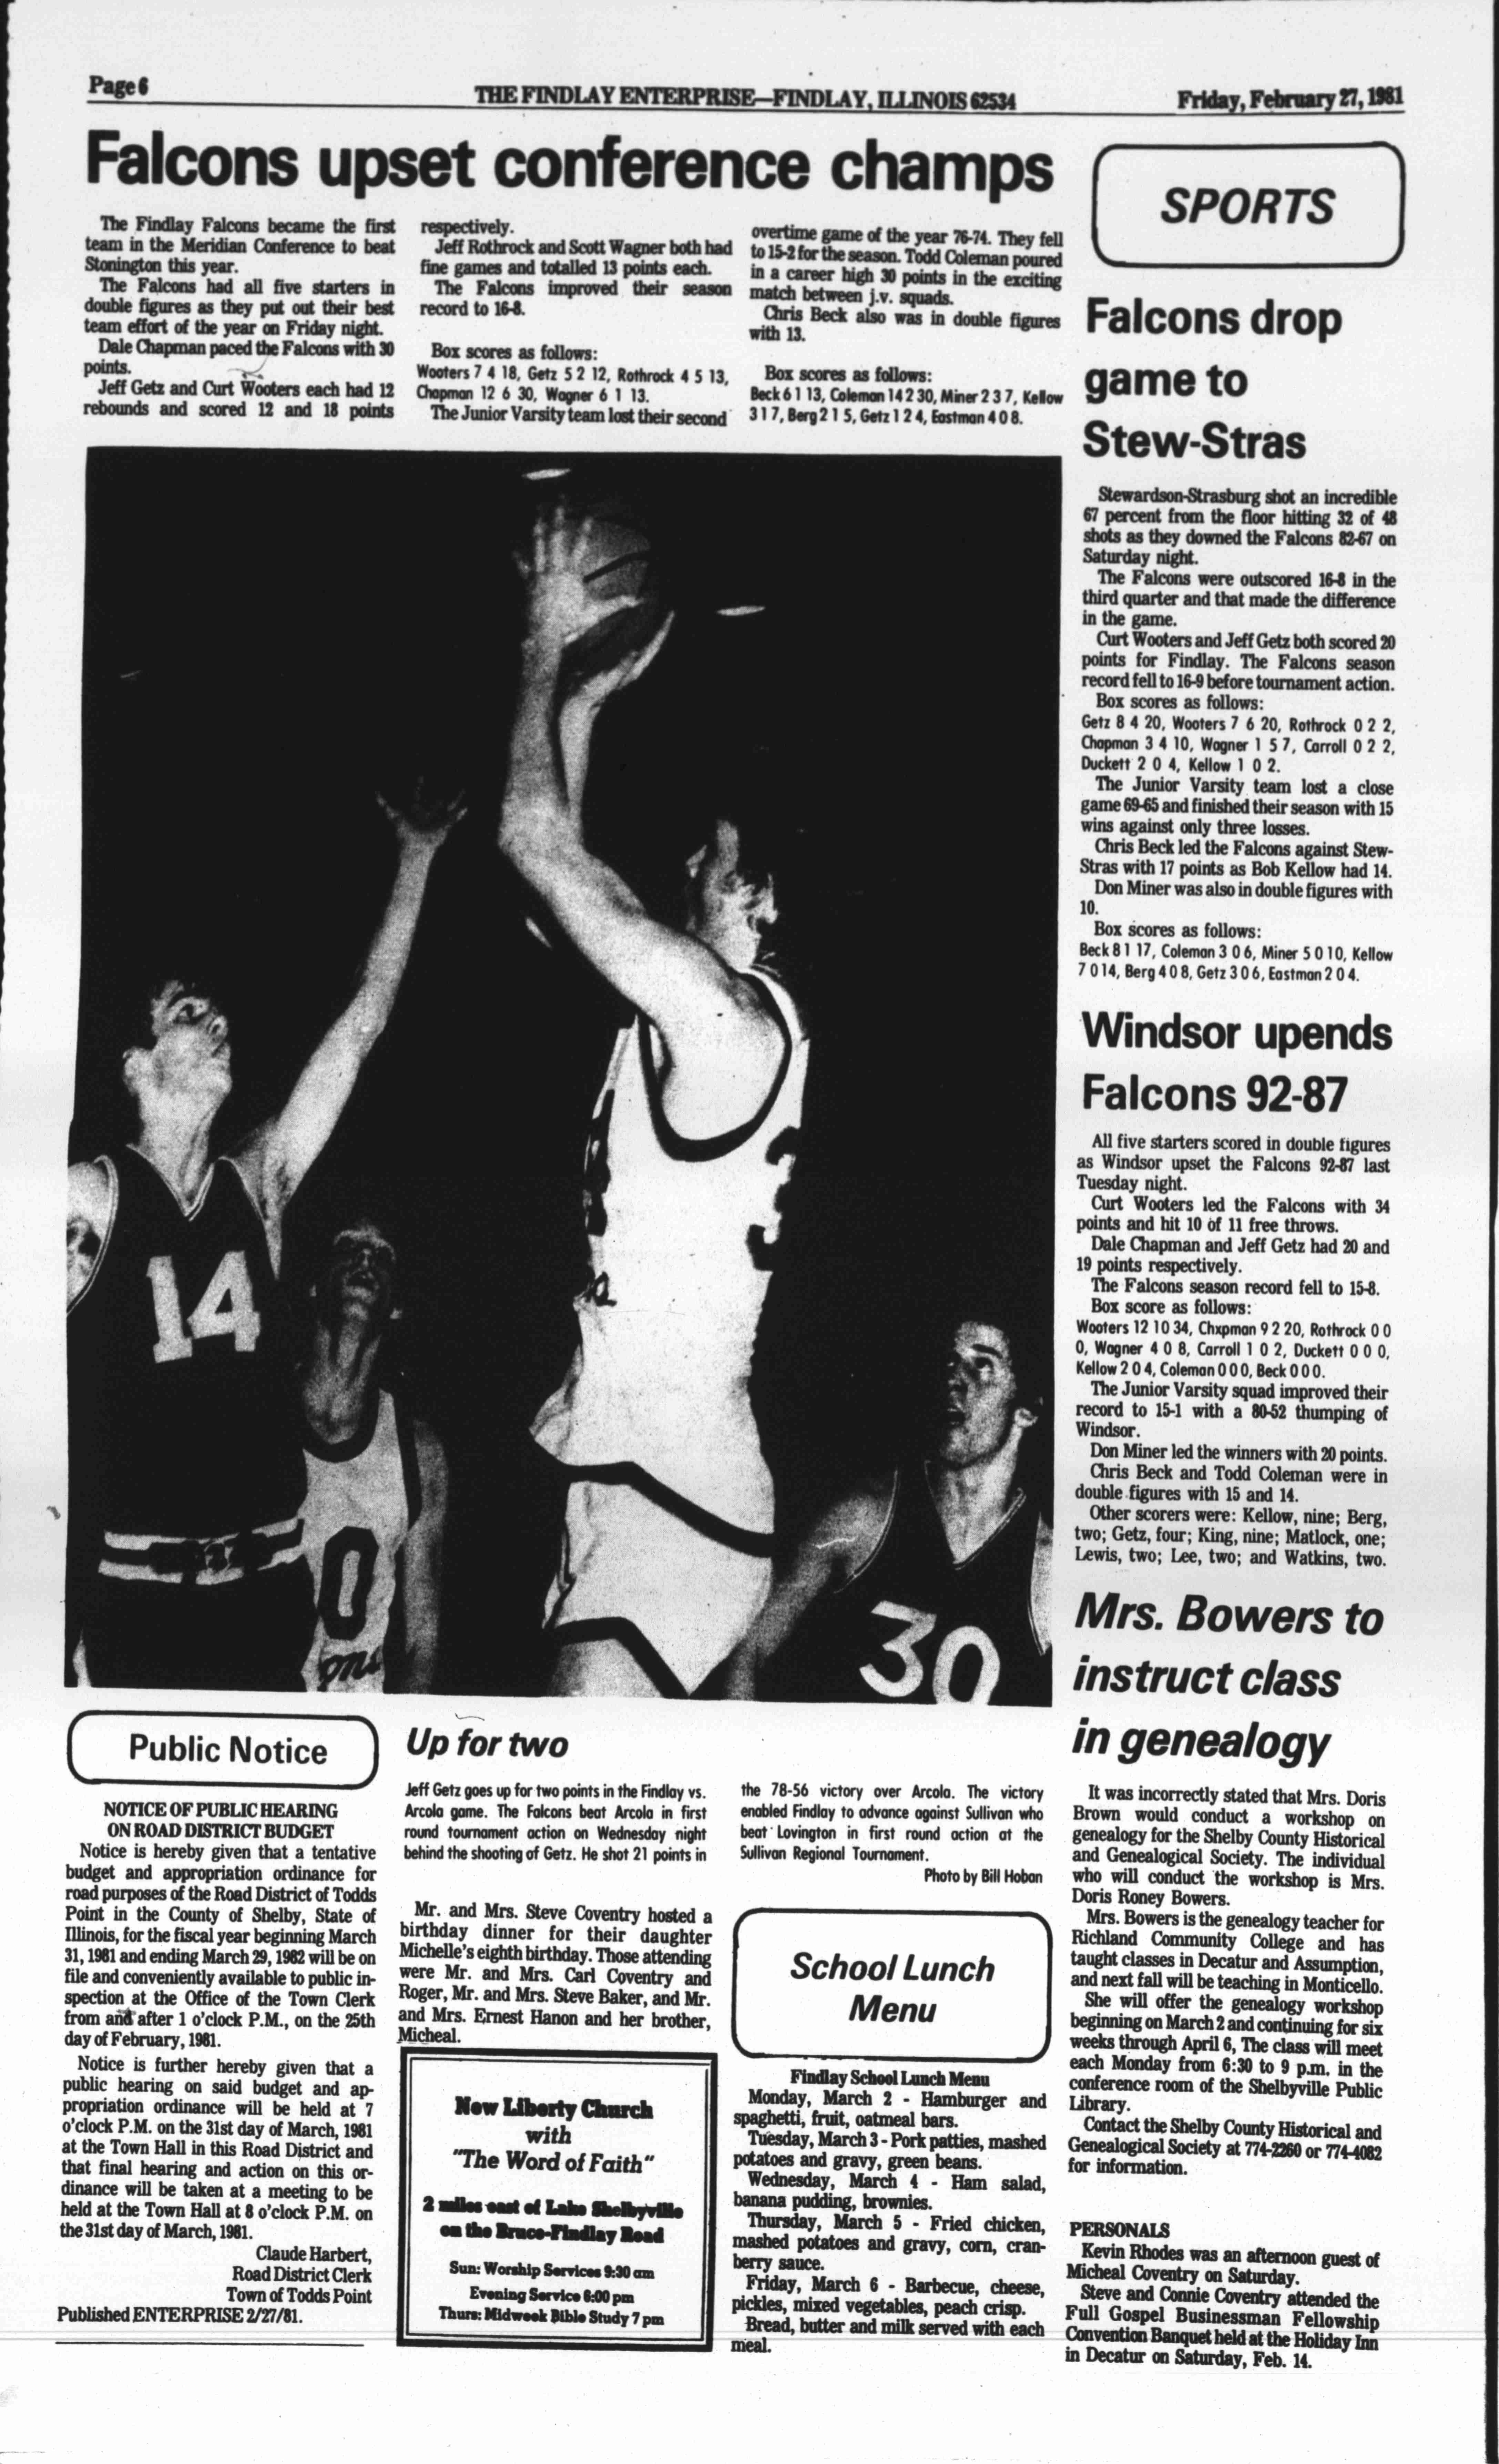 Page 6
THE FINDLAY ENTERPRISE—FINDLAY, ILLINOIS 62534
Friday, February 27, 1981
Falcons upset conference champs
The Findlay Falcons became the first
team in the Meridian Conference to beat
Stonington this year.
The Falcons had all five starters in
double figures as they put out their best
team effort of the year on Friday night.
Dale Chapman paced the Falcons with 30
points.
Jeff Getz and Curt Wooters each had 12
rebounds and scored 12 and 18 points
respectively.
Jeff Rothrock and Scott Wagner both had
fine games and totalled 13 points each.
The Falcons improved their season
record to 16-8.
Box scores as follows:
Wooters 7 4 18, Getz 5 2 12, Rothrock 4 5 13,
Chapman 12 6 30, Wagner 6 1 13.
The Junior Varsity team lost their second
overtime game of the year 76-74. They fell
to 15-2 for the season. Todd Coleman poured
in a career high 30 points in the exciting
match between j.v. squads.
Chris Beck also was in double figures
with 13.
Box scores as follows:
Beck 6 1 13, Coleman 14 2 30, Miner 2 3 7, Kellow
3 1 7, Berg 2 1 5, Getz 1 2 4, Eastman 4 0 8.
SPORTS
Falcons drop
game to
Stew-Stras
Stewardson-Strasburg shot an incredible
67 percent from the floor hitting 32 of 48
shots as they downed the Falcons 82-67 on
Saturday night.
The Falcons were outscored 16-8 in the
third quarter and that made the difference
in the game.
Curt Wooters and Jeff Getz both scored 20
points for Findlay. The Falcons season
record fell to 16-9 before tournament action.
Box scores as follows:
Getz 8 4 20, Wooters 7 6 20, Rothrock 0 2 2,
Chapman 3 4 10, Wagner 1 5 7, Carroll 0 2 2,
Duckett 2 0 4, Kellow 1 0 2.
The Junior Varsity team lost a close
game 69-65 and finished their season with 15
wins against only three losses.
Chris Beck led the Falcons against Stew-
Stras with 17 points as Bob Kellow had 14.
Don Miner was also in double figures with
10.
Box scores as follows:
Beck 8 1 17, Coleman 3 0 6, Miner 5 0 10, Kellow
7 0 14, Berg 4 0 8, Getz 3 0 6, Eastman 2 0 4.
Windsor upends
Falcons 92-87
All five starters scored in double figures
as Windsor upset the Falcons 92-87 last
Tuesday night.
Curt Wooters led the Falcons with 34
points and hit 10 of 11 free throws.
Dale Chapman and Jeff Getz had 20 and
19 points respectively.
The Falcons season record fell to 15-8.
Box score as follows:
Wooters 12 10 34, Chxpman 9 2 20, Rothrock 0 0
0, Wagner 4 0 8, Carroll 1 0 2, Duckett 0 0 0,
Kellow 2 0 4, Coleman 0 0 0, Beck 0 0 0.
The Junior Varsity squad improved their
record to 15-1 with a 80-52 thumping of
Windsor.
Don Miner led the winners with 20 points.
Chris Beck and Todd Coleman were in
double figures with 15 and 14.
Other scorers were: Kellow, nine; Berg,
two; Getz, four; King, nine; Matlock, one;
Lewis, two; Lee, two; and Watkins, two.
14
0
30
Public Notice
NOTICE OF PUBLIC HEARING
ON ROAD DISTRICT BUDGET
Notice is hereby given that a tentative
budget and appropriation ordinance for
road purposes of the Road District of Todds
Point in the County of Shelby, State of
Illinois, for the fiscal year beginning March
31, 1981 and ending March 29, 1982 will be on
file and conveniently available to public in-
spection at the Office of the Town Clerk
from and after 1 o'clock P.M., on the 25th
day of February, 1981.
Notice is further hereby given that a
public hearing on said budget and ap-
propriation ordinance will be held at 7
o'clock P.M. on the 31st day of March, 1981
at the Town Hall in this Road District and
that final hearing and action on this or-
dinance will be taken at a meeting to be
held at the Town Hall at 8 o'clock P.M. on
the 31st day of March, 1981.
Claude Harbert,
Road District Clerk
Town of Todds Point
Published ENTERPRISE 2/27/81.
Up for two
Jeff Getz goes up for two points in the Findlay vs.
Arcola game. The Falcons beat Arcola in first
round tournament action on Wednesday night
behind the shooting of Getz. He shot 21 points in
the 78-56 victory over Arcola. The victory
enabled Findlay to advance against Sullivan who
beat Lovington in first round action at the
Sullivan Regional Tournament.
Photo by Bill Hoban
Mr. and Mrs. Steve Coventry hosted a
birthday dinner for their daughter
Michelle's eighth birthday. Those attending
were Mr. and Mrs. Carl Coventry and
Roger, Mr. and Mrs. Steve Baker, and Mr.
and Mrs. Ernest Hanon and her brother,
Micheal.
New Liberty Church
with
"The Word of Faith"
2 miles east of Lake Shelbyville
on the Bruce-Findlay Road
Sun: Worship Services 9:30 am
Evening Service 6:00 pm
Thurs: Midweek Bible Study 7 pm
School Lunch
Menu
Findlay School Lunch Menu
Monday, March 2 - Hamburger and
spaghetti, fruit, oatmeal bars.
Tuesday, March 3 - Pork patties, mashed
potatoes and gravy, green beans.
Wednesday, March 4 - Ham salad,
banana pudding, brownies.
Thursday, March 5 - Fried chicken,
mashed potatoes and gravy, corn, cran-
berry sauce.
Friday, March 6 - Barbecue, cheese,
pickles, mixed vegetables, peach crisp.
Bread, butter and milk served with each
meal.
Mrs. Bowers to
instruct class
in genealogy
It was incorrectly stated that Mrs. Doris
Brown would conduct a workshop on
genealogy for the Shelby County Historical
and Genealogical Society. The individual
who will conduct the workshop is Mrs.
Doris Roney Bowers.
Mrs. Bowers is the genealogy teacher for
Richland Community College and has
taught classes in Decatur and Assumption,
and next fall will be teaching in Monticello.
She will offer the genealogy workshop
beginning on March 2 and continuing for six
weeks through April 6, The class will meet
each Monday from 6:30 to 9 p.m. in the
conference room of the Shelbyville Public
Library.
Contact the Shelby County Historical and
Genealogical Society at 774-2260 or 774-4082
for information.
PERSONALS
Kevin Rhodes was an afternoon guest of
Micheal Coventry on Saturday.
Steve and Connie Coventry attended the
Full Gospel Businessman Fellowship
Convention Banquet held at the Holiday Inn
in Decatur on Saturday, Feb. 14.